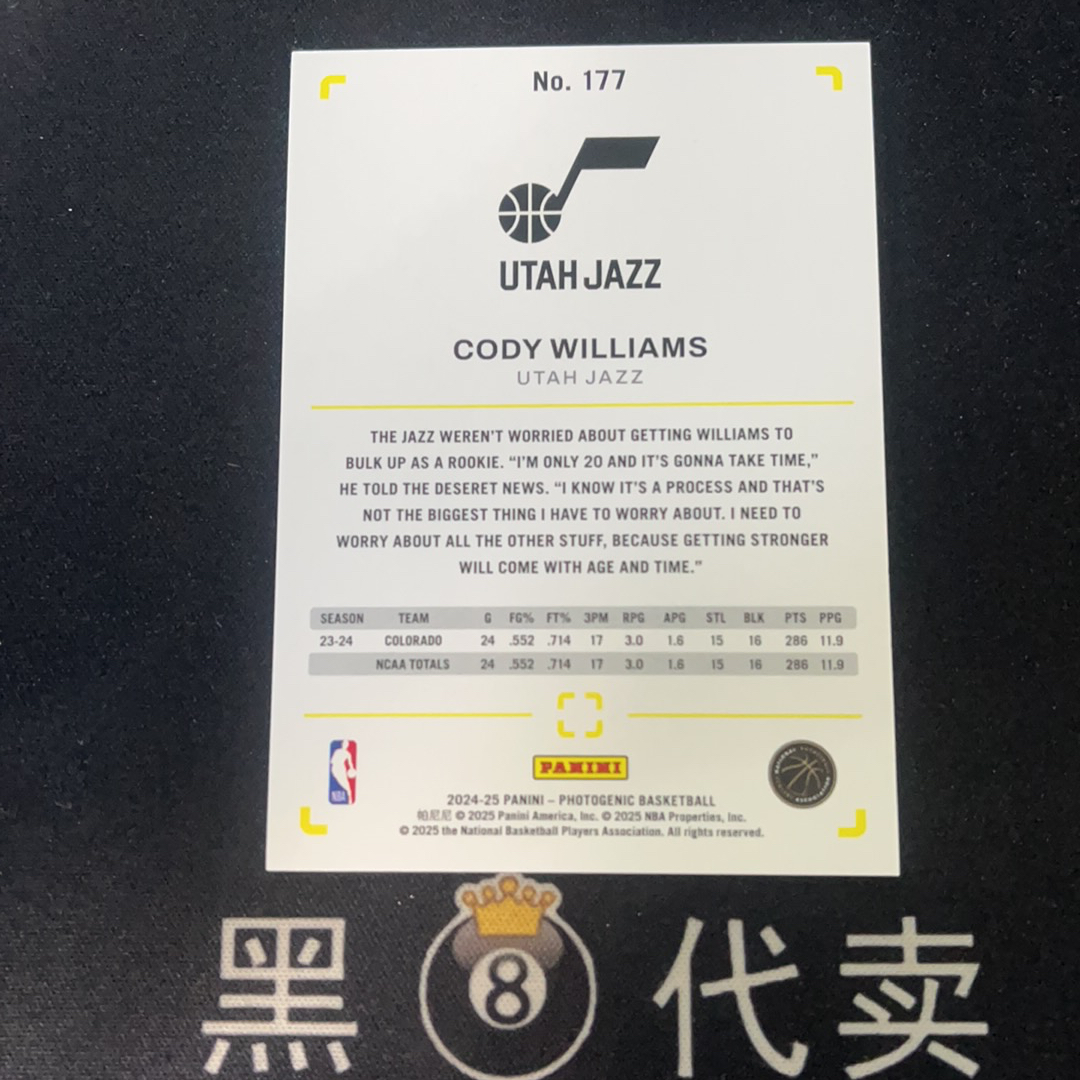 No. 177
UTAH JAZZ
CODY WILLIAMS
UTAH JAZZ
THE JAZZ WEREN'T WORRIED ABOUT GETTING WILLIAMS TO
BULK UP AS A ROOKIE. “I'M ONLY 20 AND IT'S GONNA TAKE TIME,”
HE TOLD THE DESERET NEWS. “I KNOW IT'S A PROCESS AND THAT'S
NOT THE BIGGEST THING I HAVE TO WORRY ABOUT. I NEED TO
WORRY ABOUT ALL THE OTHER STUFF, BECAUSE GETTING STRONGER
WILL COME WITH AGE AND TIME.”
SEASON TEAM G FG% FT% 3PM RPG APG STL BLK PTS PPG
23-24 COLORADO 24 .552 .714 17 3.0 1.6 15 16 286 11.9
NCAA TOTALS 24 .552 .714 17 3.0 1.6 15 16 286 11.9
NBA
PANINI
2024-25 PANINI – PHOTOGENIC BASKETBALL
帕尼尼 © 2025 Panini America, Inc. © 2025 NBA Properties, Inc.
© 2025 the National Basketball Players Association. All rights reserved.
黑 8 代卖